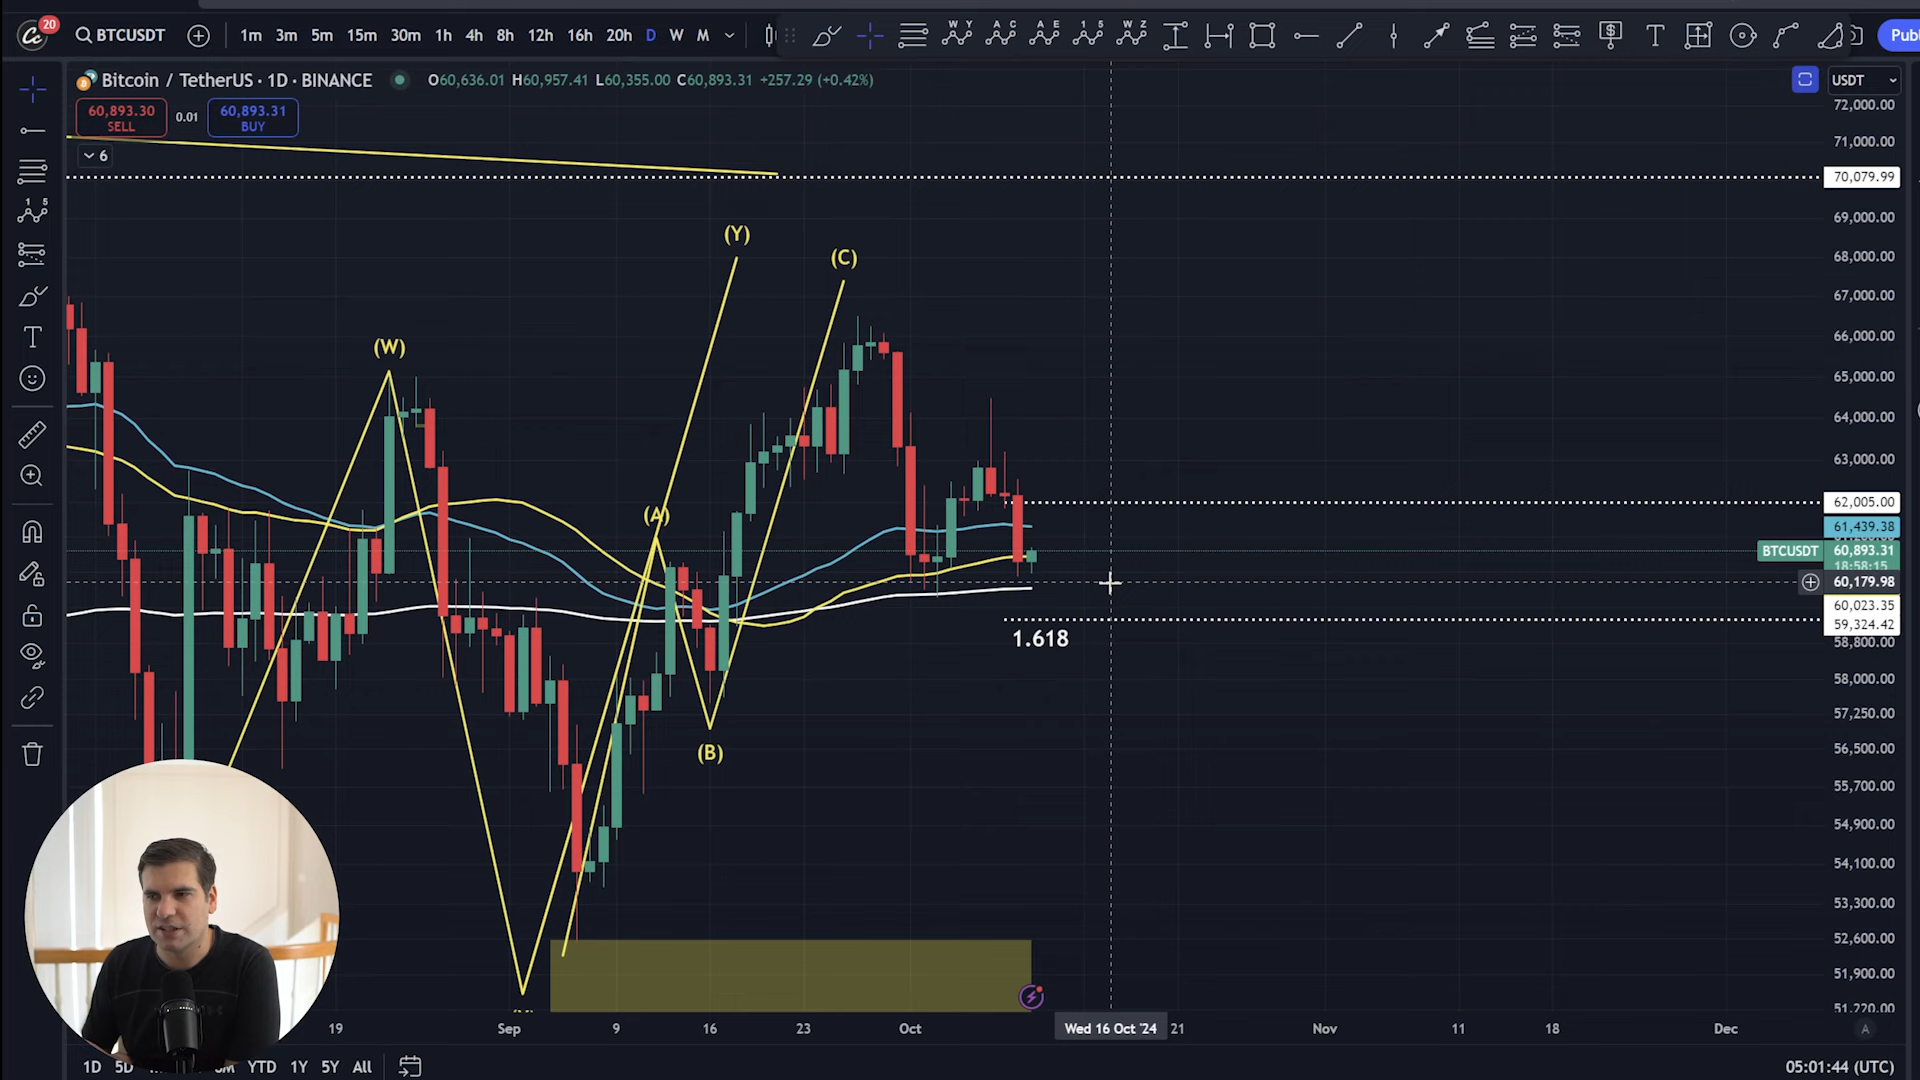 20
BTCUSDT 1m 3m 5m 15m 30m 1h 4h 8h 12h 16h 20h D W M
W Y A C A E 1 5 W Z T Publ
Bitcoin / TetherUS · 1D · BINANCE O60,636.01 H60,957.41 L60,355.00 C60,893.31 +257.29 (+0.42%)
USDT
60,893.30 SELL
0.01
60,893.31 BUY
6
72,000.00
71,000.00
70,079.99
69,000.00
68,000.00
67,000.00
66,000.00
65,000.00
64,000.00
63,000.00
62,005.00
61,439.38
BTCUSDT 60,893.31
18:58:15
60,179.98
60,023.35
59,324.42
58,800.00
58,000.00
57,250.00
56,500.00
55,700.00
54,900.00
54,100.00
53,300.00
52,600.00
51,900.00
51,220.00
(Y)
(C)
(W)
(A)
(B)
1.618
19 Sep 9 16 23 Oct Wed 16 Oct '24 21 Nov 11 18 Dec A
1D 5D YTD 1Y 5Y All
05:01:44 (UTC)